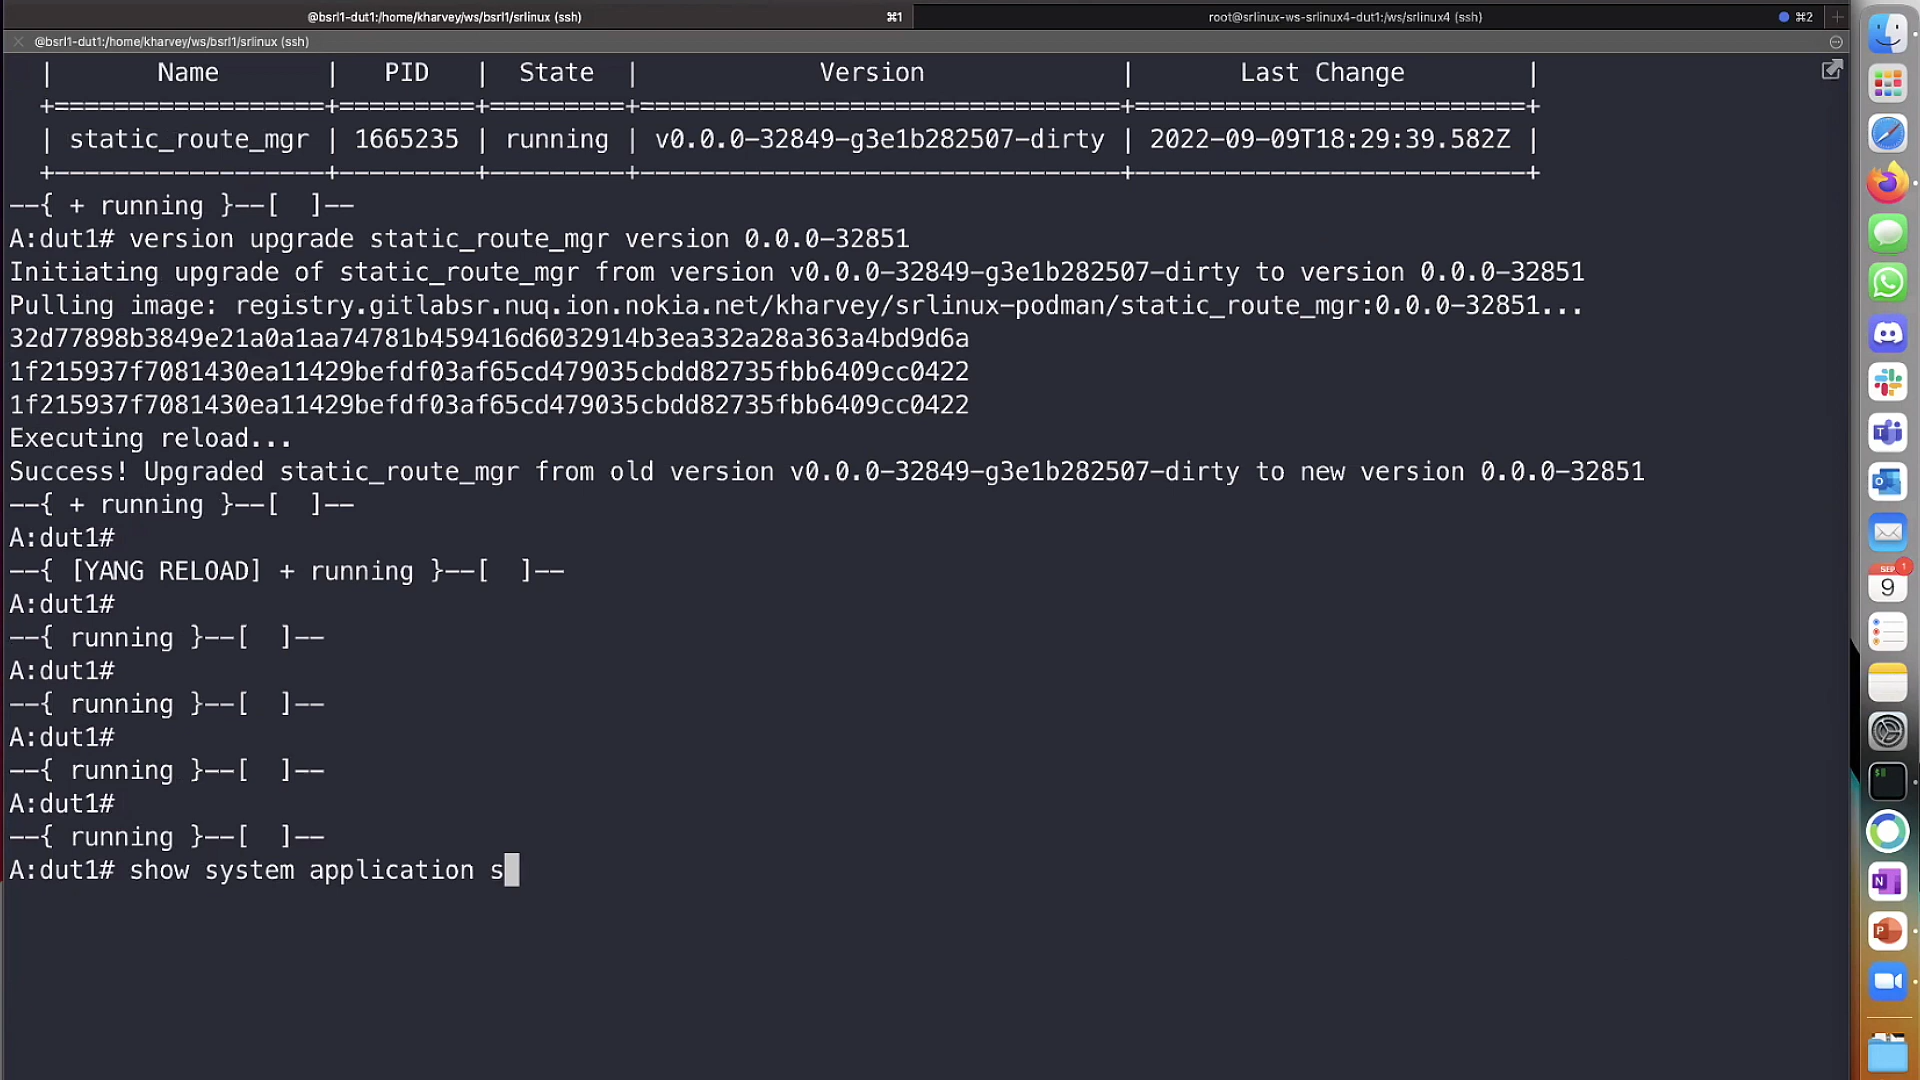 @bsrl1-dut1:/home/kharvey/ws/bsrl1/srlinux (ssh) ⌘1 root@srlinux-ws-srlinux4-dut1:/ws/srlinux4 (ssh) ⌘2
@bsrl1-dut1:/home/kharvey/ws/bsrl1/srlinux (ssh)
| Name | PID | State | Version | Last Change |
+==================+=========+=========+================================+==========================+
| static_route_mgr | 1665235 | running | v0.0.0-32849-g3e1b282507-dirty | 2022-09-09T18:29:39.582Z |
+------------------+---------+---------+--------------------------------+--------------------------+
--{ + running }--[  ]--
A:dut1# version upgrade static_route_mgr version 0.0.0-32851
Initiating upgrade of static_route_mgr from version v0.0.0-32849-g3e1b282507-dirty to version 0.0.0-32851
Pulling image: registry.gitlabsr.nuq.ion.nokia.net/kharvey/srlinux-podman/static_route_mgr:0.0.0-32851...
32d77898b3849e21a0a1aa74781b459416d6032914b3ea332a28a363a4bd9d6a
1f215937f7081430ea11429befdf03af65cd479035cbdd82735fbb6409cc0422
1f215937f7081430ea11429befdf03af65cd479035cbdd82735fbb6409cc0422
Executing reload...
Success! Upgraded static_route_mgr from old version v0.0.0-32849-g3e1b282507-dirty to new version 0.0.0-32851
--{ + running }--[  ]--
A:dut1#
--{ [YANG RELOAD] + running }--[  ]--
A:dut1#
--{ running }--[  ]--
A:dut1#
--{ running }--[  ]--
A:dut1#
--{ running }--[  ]--
A:dut1#
--{ running }--[  ]--
A:dut1# show system application s
SEP 1
9